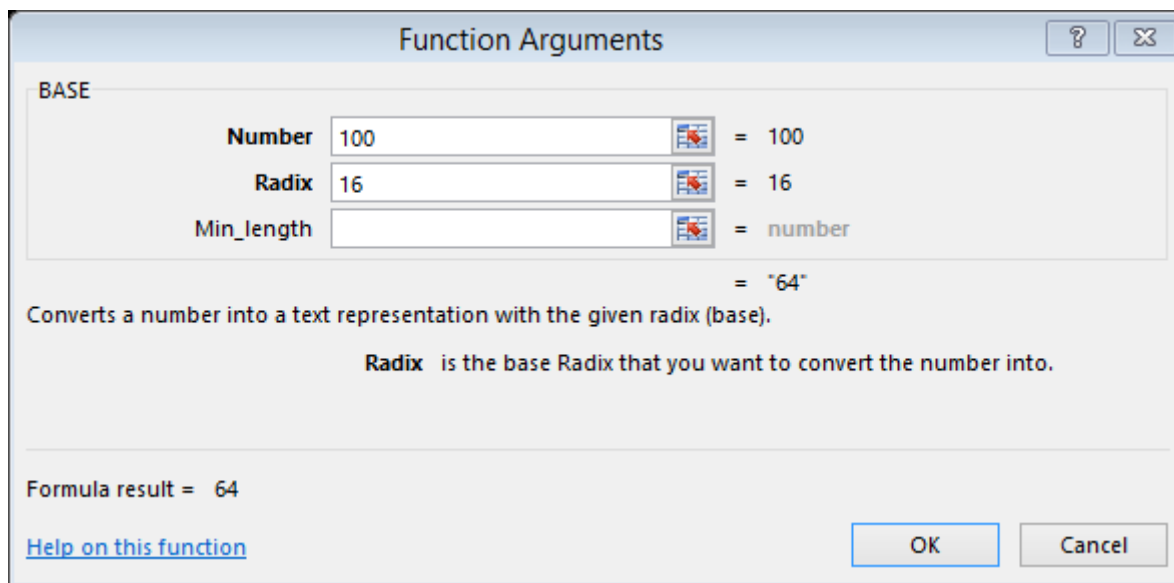 Function Arguments
BASE
Number 100 = 100
Radix 16 = 16
Min_length = number
= "64"
Converts a number into a text representation with the given radix (base).
Radix is the base Radix that you want to convert the number into.
Formula result = 64
Help on this function OK Cancel